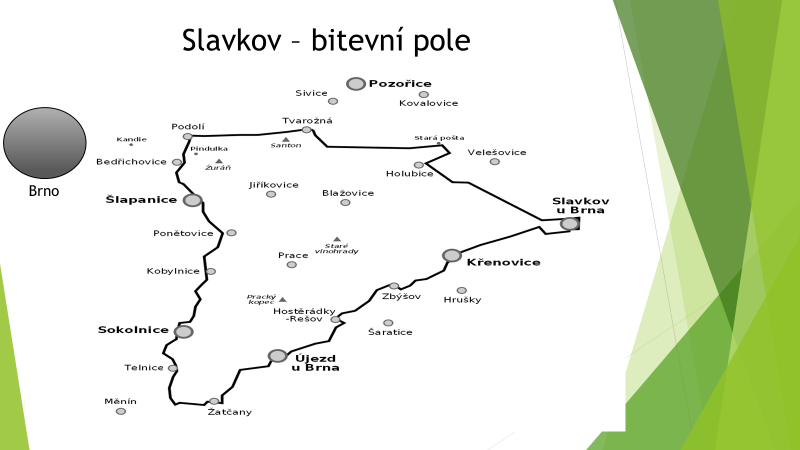 Slavkov – bitevní pole
Pozořice
Sivice
Kovalovice
Podolí
Tvarožná
Kandie
Pindulka
Santon
Stará pošta
Bedřichovice
Žuráň
Velešovice
Holubice
Jiříkovice
Blažovice
Brno
Šlapanice
Slavkov
u Brna
Ponětovice
Staré
vinohrady
Prace
Křenovice
Kobylnice
Zbýšov
Hrušky
Pracký
kopec
Hostěrádky
-Rešov
Šaratice
Sokolnice
Újezd
u Brna
Telnice
Měnín
Žatčany